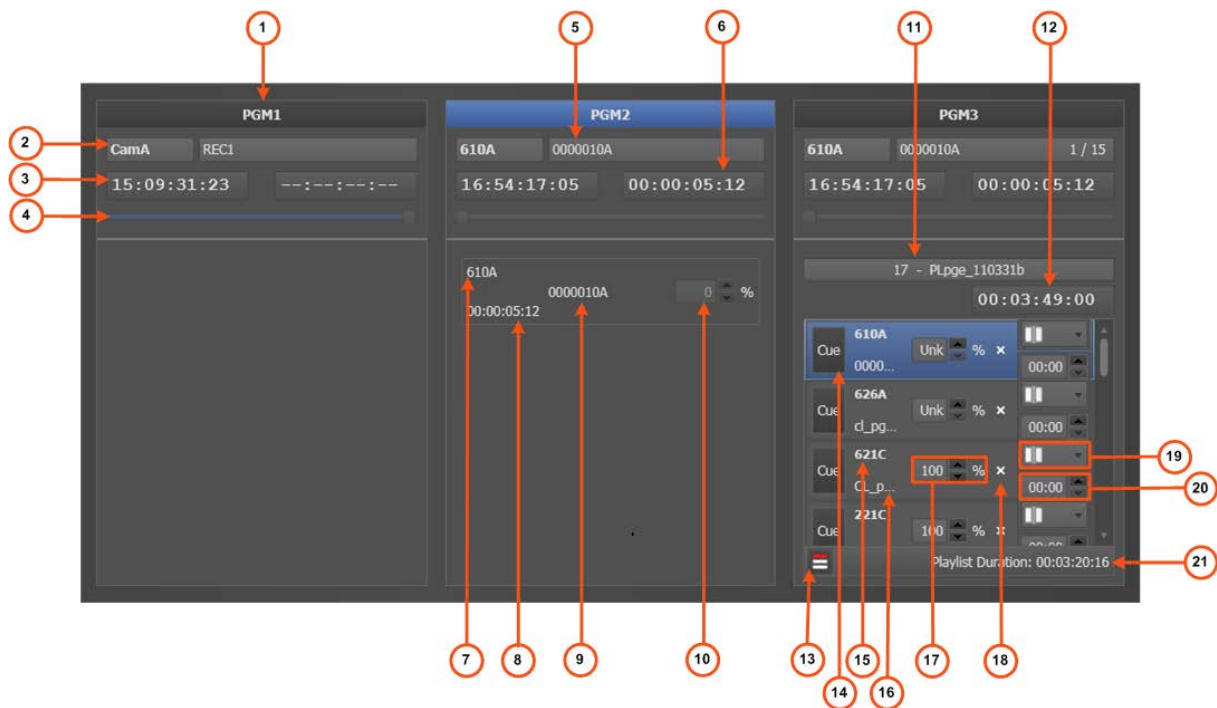 1
5
6
11
12
PGM1
PGM2
PGM3
2
CamA
REC1
610A
0000010A
610A
0000010A
1 / 15
3
15:09:31:23
--:--:--:--
16:54:17:05
00:00:05:12
16:54:17:05
00:00:05:12
4
610A
0000010A
00:00:05:12
0
%
17 - PLpge_110331b
00:03:49:00
Cue
610A
0000...
Unk
%
×
00:00
Cue
626A
cl_pg...
Unk
%
×
00:00
Cue
621C
CL_p...
100
%
×
00:00
19
20
Cue
221C
100
%
×
Playlist Duration: 00:03:20:16
21
7
8
9
10
13
14
15
16
17
18